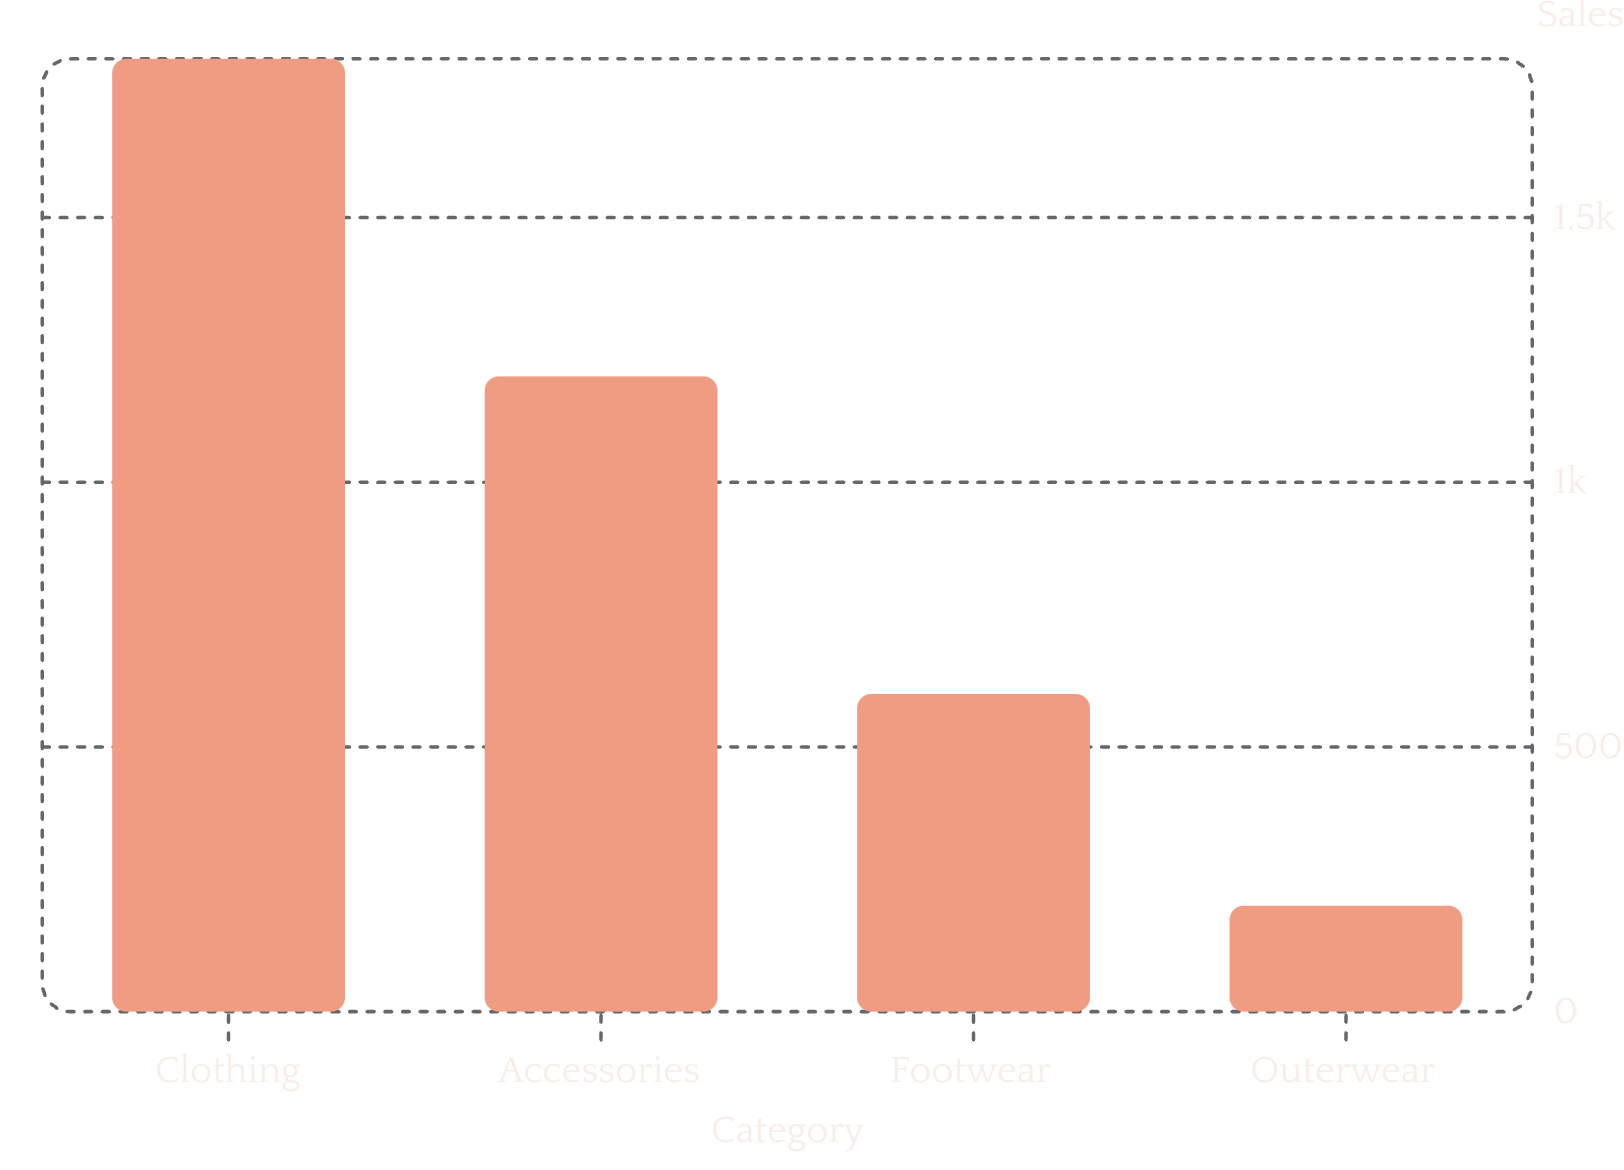 Sales
1.5k
1k
500
0
Clothing Accessories Footwear Outerwear
Category